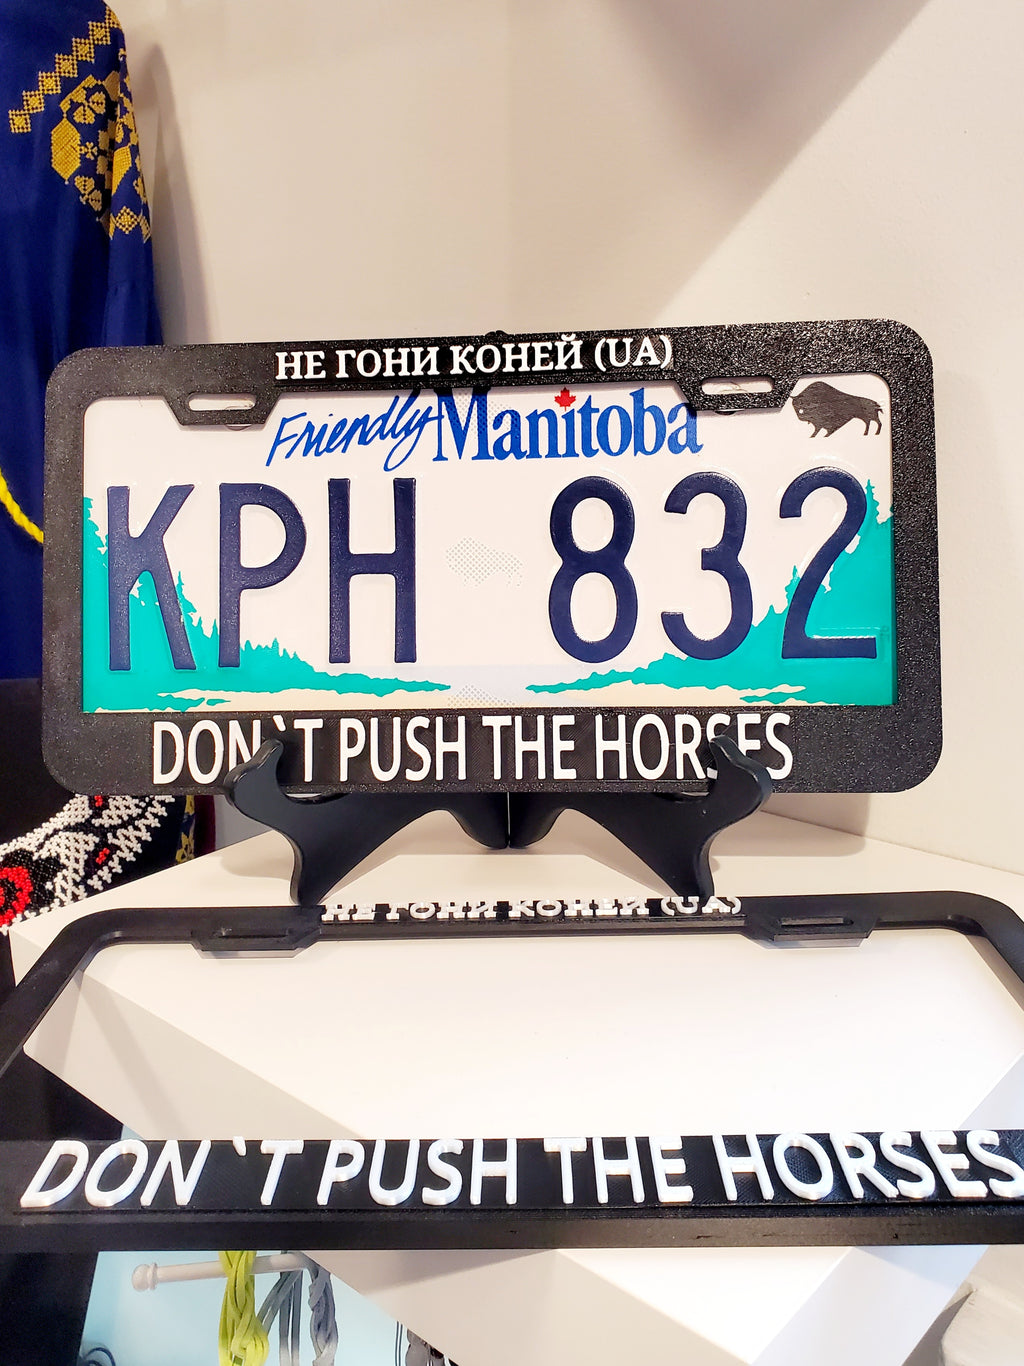 НЕ ГОНИ КОНЕЙ (UA)
Friendly Manitoba
KPH 832
DON`T PUSH THE HORSES
НЕ ГОНИ КОНЕЙ (UA)
DON`T PUSH THE HORSES